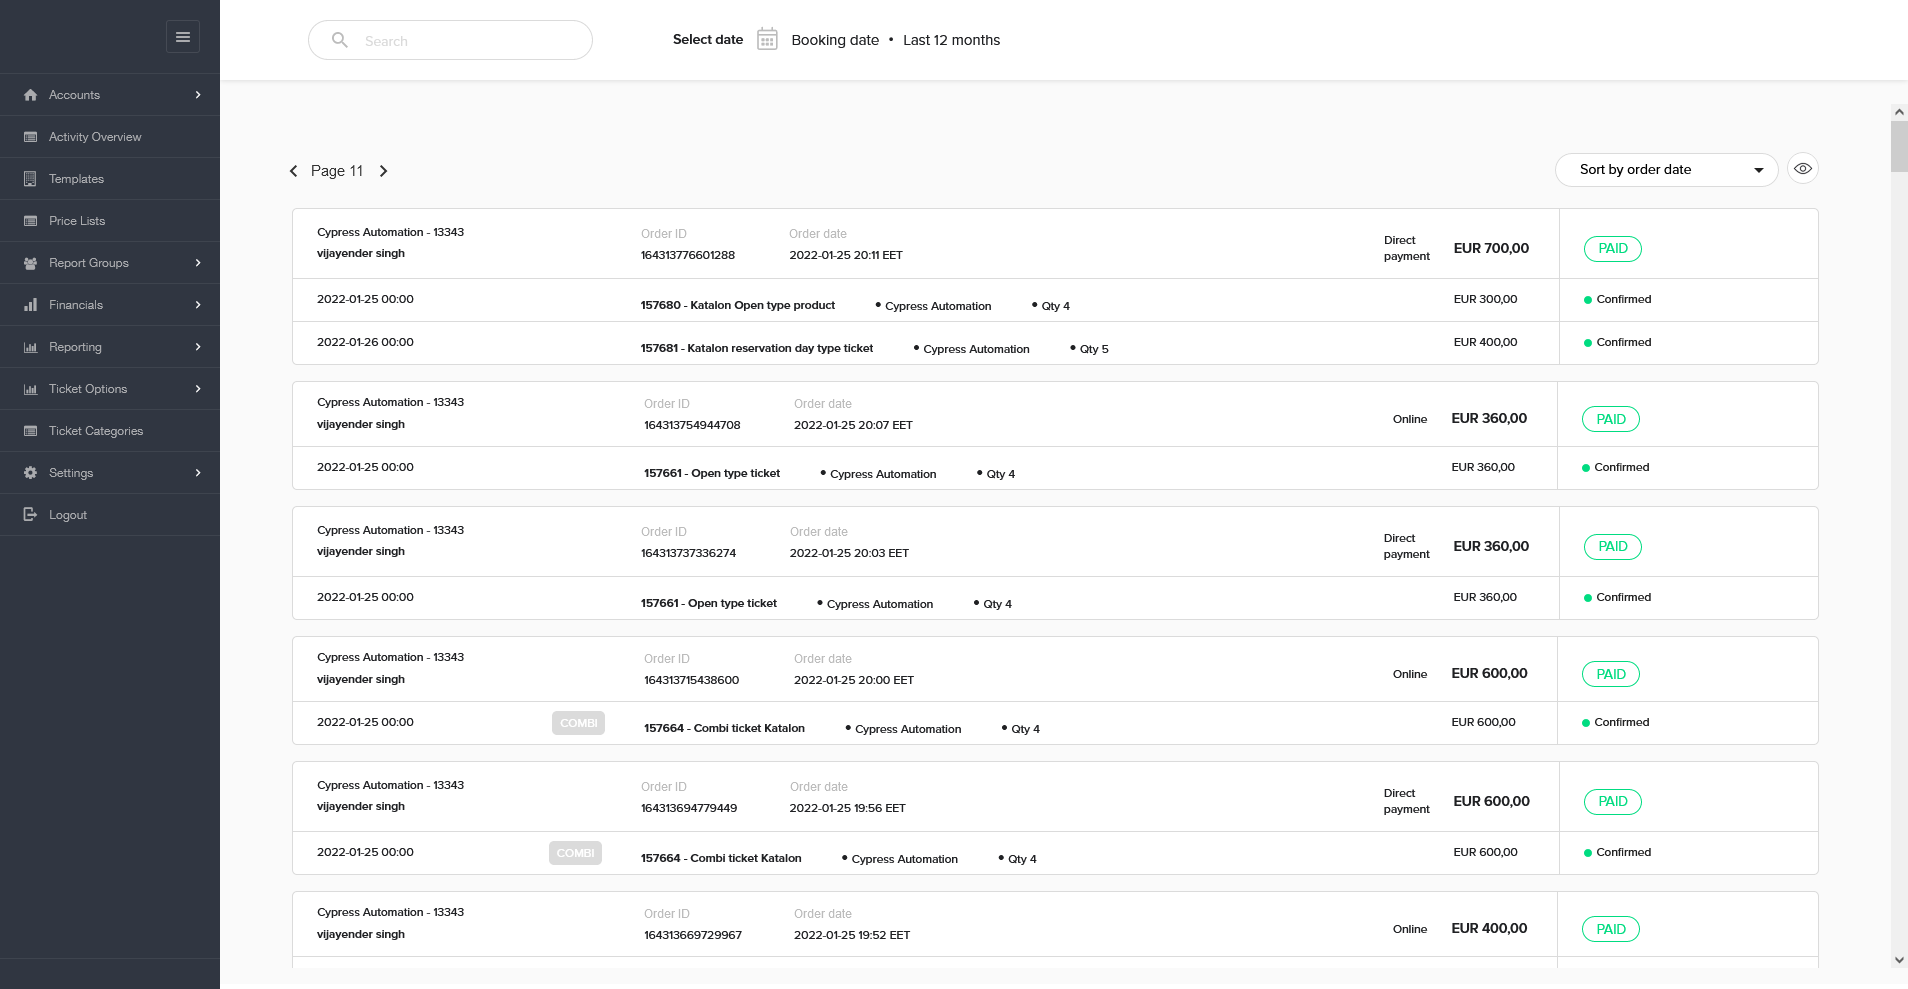 Search
Select date Booking date • Last 12 months
Accounts
Activity Overview
Templates
Price Lists
Report Groups
Financials
Reporting
Ticket Options
Ticket Categories
Settings
Logout
Page 11
Sort by order date
Cypress Automation - 13343 Order ID Order date
vijayender singh 164313776601288 2022-01-25 20:11 EET Direct payment EUR 700,00 PAID
2022-01-25 00:00 157680 - Katalon Open type product • Cypress Automation • Qty 4 EUR 300,00 Confirmed
2022-01-26 00:00 157681 - Katalon reservation day type ticket • Cypress Automation • Qty 5 EUR 400,00 Confirmed
Cypress Automation - 13343 Order ID Order date
vijayender singh 164313754944708 2022-01-25 20:07 EET Online EUR 360,00 PAID
2022-01-25 00:00 157661 - Open type ticket • Cypress Automation • Qty 4 EUR 360,00 Confirmed
Cypress Automation - 13343 Order ID Order date
vijayender singh 164313737336274 2022-01-25 20:03 EET Direct payment EUR 360,00 PAID
2022-01-25 00:00 157661 - Open type ticket • Cypress Automation • Qty 4 EUR 360,00 Confirmed
Cypress Automation - 13343 Order ID Order date
vijayender singh 164313715438600 2022-01-25 20:00 EET Online EUR 600,00 PAID
2022-01-25 00:00 COMBI 157664 - Combi ticket Katalon • Cypress Automation • Qty 4 EUR 600,00 Confirmed
Cypress Automation - 13343 Order ID Order date
vijayender singh 164313694779449 2022-01-25 19:56 EET Direct payment EUR 600,00 PAID
2022-01-25 00:00 COMBI 157664 - Combi ticket Katalon • Cypress Automation • Qty 4 EUR 600,00 Confirmed
Cypress Automation - 13343 Order ID Order date
vijayender singh 164313669729967 2022-01-25 19:52 EET Online EUR 400,00 PAID